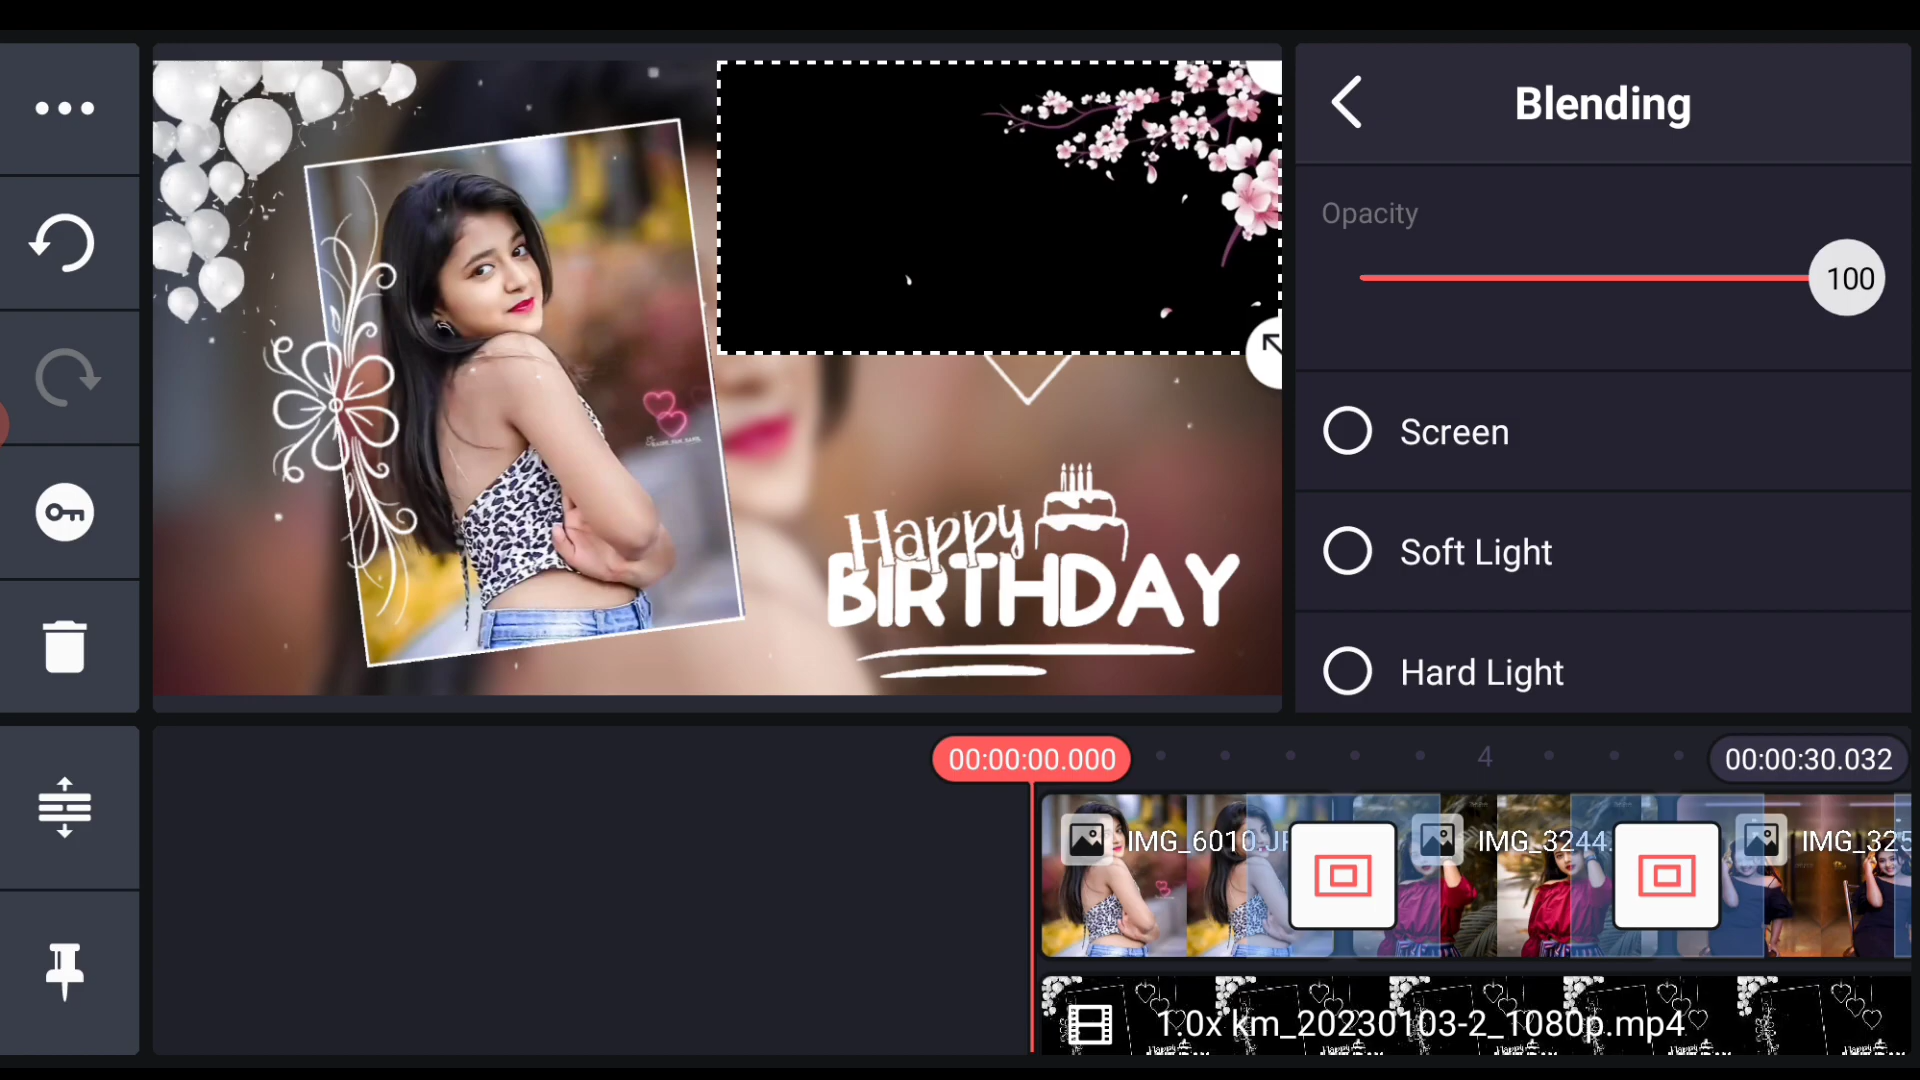 Blending
Opacity
100
Screen
Soft Light
Hard Light
Happy
BIRTHDAY
00:00:00.000
4
00:00:30.032
IMG_6010.JP
IMG_3244.
IMG_325
1.0x km_20230103-2_1080p.mp4